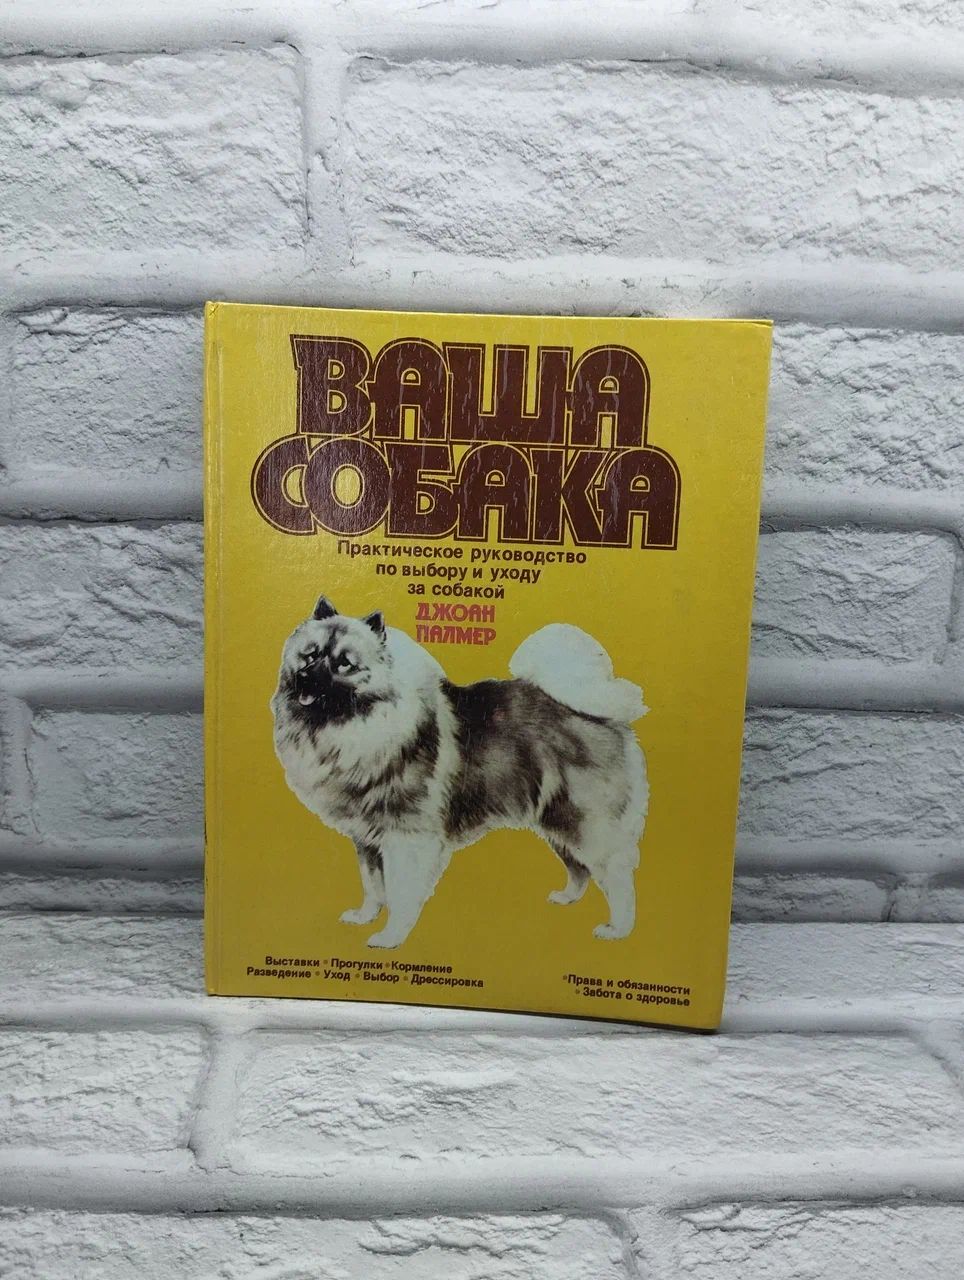 ВАША
СОБАКА
Практическое руководство
по выбору и уходу
за собакой
ДЖОАН
ПАЛМЕР
Выставки • Прогулки • Кормление
Разведение • Уход • Выбор • Дрессировка
• Права и обязанности
• Забота о здоровье